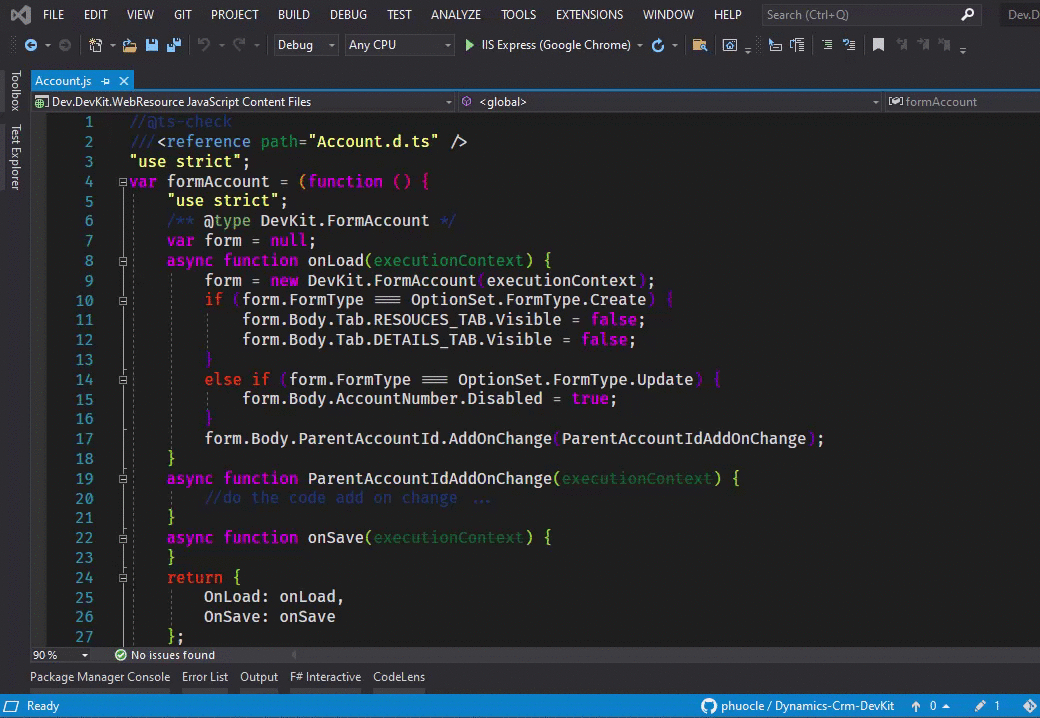 FILE EDIT VIEW GIT PROJECT BUILD DEBUG TEST ANALYZE TOOLS EXTENSIONS WINDOW HELP Search (Ctrl+Q) Dev.D
Debug Any CPU IIS Express (Google Chrome)
Toolbox
Test Explorer
Account.js
Dev.DevKit.WebResource JavaScript Content Files <global> formAccount
1 //@ts-check
2 ///<reference path="Account.d.ts" />
3 "use strict";
4 var formAccount = (function () {
5 "use strict";
6 /** @type DevKit.FormAccount */
7 var form = null;
8 async function onLoad(executionContext) {
9 form = new DevKit.FormAccount(executionContext);
10 if (form.FormType === OptionSet.FormType.Create) {
11 form.Body.Tab.RESOUCES_TAB.Visible = false;
12 form.Body.Tab.DETAILS_TAB.Visible = false;
13 }
14 else if (form.FormType === OptionSet.FormType.Update) {
15 form.Body.AccountNumber.Disabled = true;
16 }
17 form.Body.ParentAccountId.AddOnChange(ParentAccountIdAddOnChange);
18 }
19 async function ParentAccountIdAddOnChange(executionContext) {
20 //do the code add on change ...
21 }
22 async function onSave(executionContext) {
23 }
24 return {
25 OnLoad: onLoad,
26 OnSave: onSave
27 };
90 % No issues found
Package Manager Console Error List Output F# Interactive CodeLens
Ready phuocle / Dynamics-Crm-DevKit 0 1